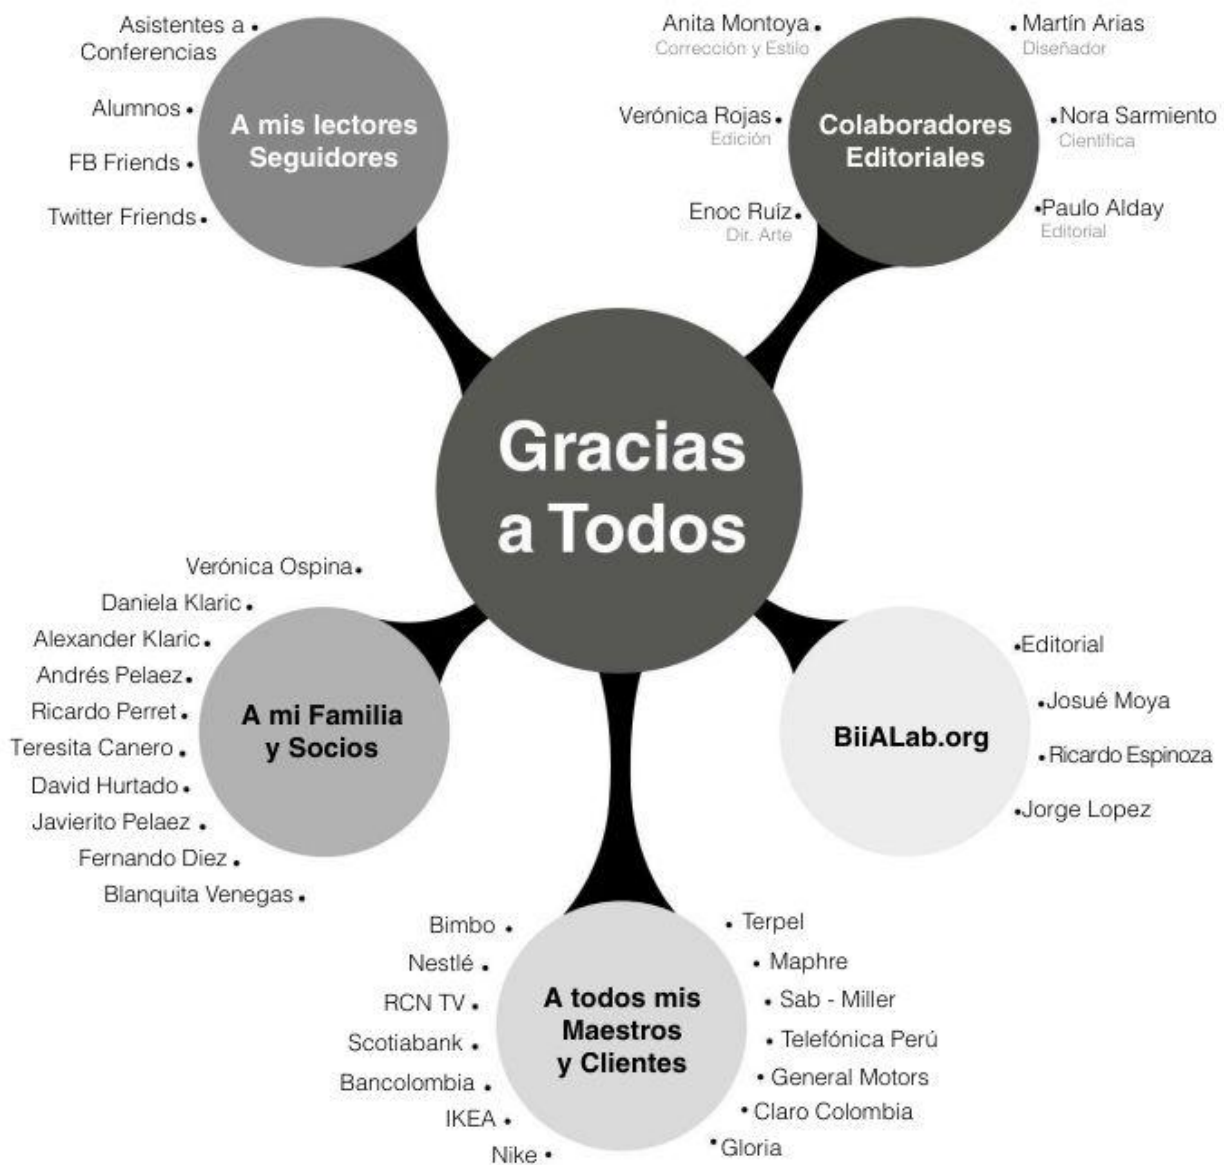 Asistentes a
Conferencias
Alumnos
FB Friends
Twitter Friends
A mis lectores
Seguidores
Anita Montoya
Corrección y Estilo
Verónica Rojas
Edición
Enoc Ruíz
Dir. Arte
Colaboradores
Editoriales
Martín Arias
Diseñador
Nora Sarmiento
Científica
Paulo Alday
Editorial
Gracias
a Todos
Verónica Ospina
Daniela Klaric
Alexander Klaric
Andrés Pelaez
Ricardo Perret
Teresita Canero
David Hurtado
Javierito Pelaez
Fernando Diez
Blanquita Venegas
A mi Familia
y Socios
BiiALab.org
Editorial
Josué Moya
Ricardo Espinoza
Jorge Lopez
Bimbo
Nestlé
RCN TV
Scotiabank
Bancolombia
IKEA
Nike
A todos mis
Maestros
y Clientes
Terpel
Maphre
Sab - Miller
Telefónica Perú
General Motors
Claro Colombia
Gloria